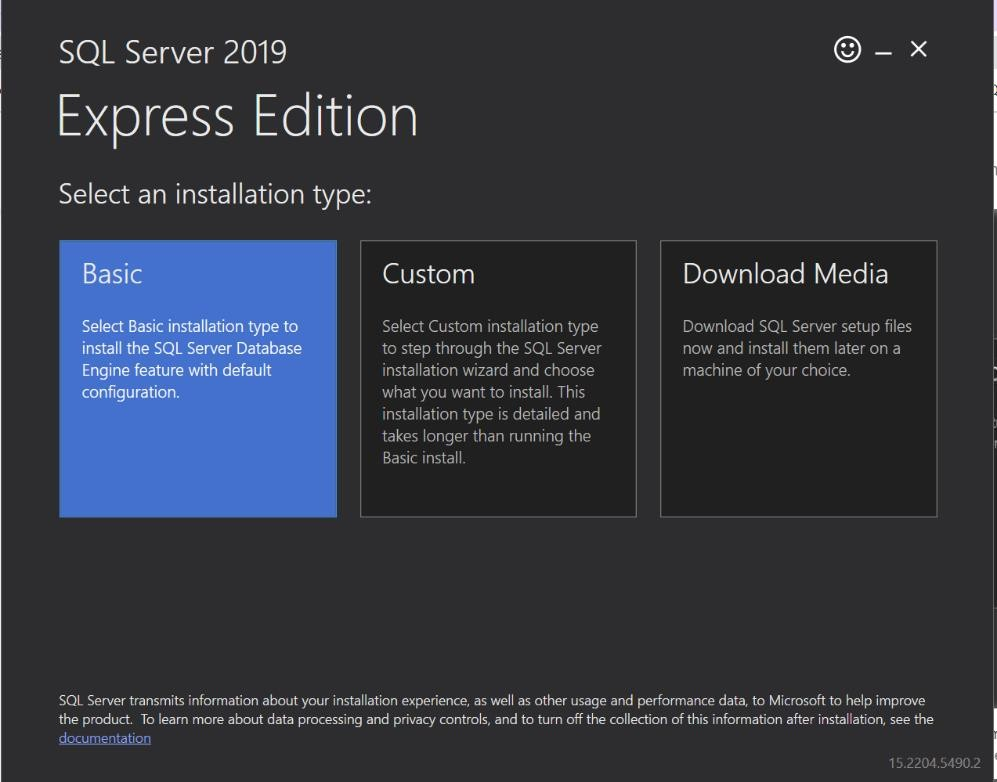 SQL Server 2019
Express Edition
Select an installation type:
Basic
Select Basic installation type to
install the SQL Server Database
Engine feature with default
configuration.
Custom
Select Custom installation type
to step through the SQL Server
installation wizard and choose
what you want to install. This
installation type is detailed and
takes longer than running the
Basic install.
Download Media
Download SQL Server setup files
now and install them later on a
machine of your choice.
SQL Server transmits information about your installation experience, as well as other usage and performance data, to Microsoft to help improve
the product.  To learn more about data processing and privacy controls, and to turn off the collection of this information after installation, see the
documentation
15.2204.5490.2